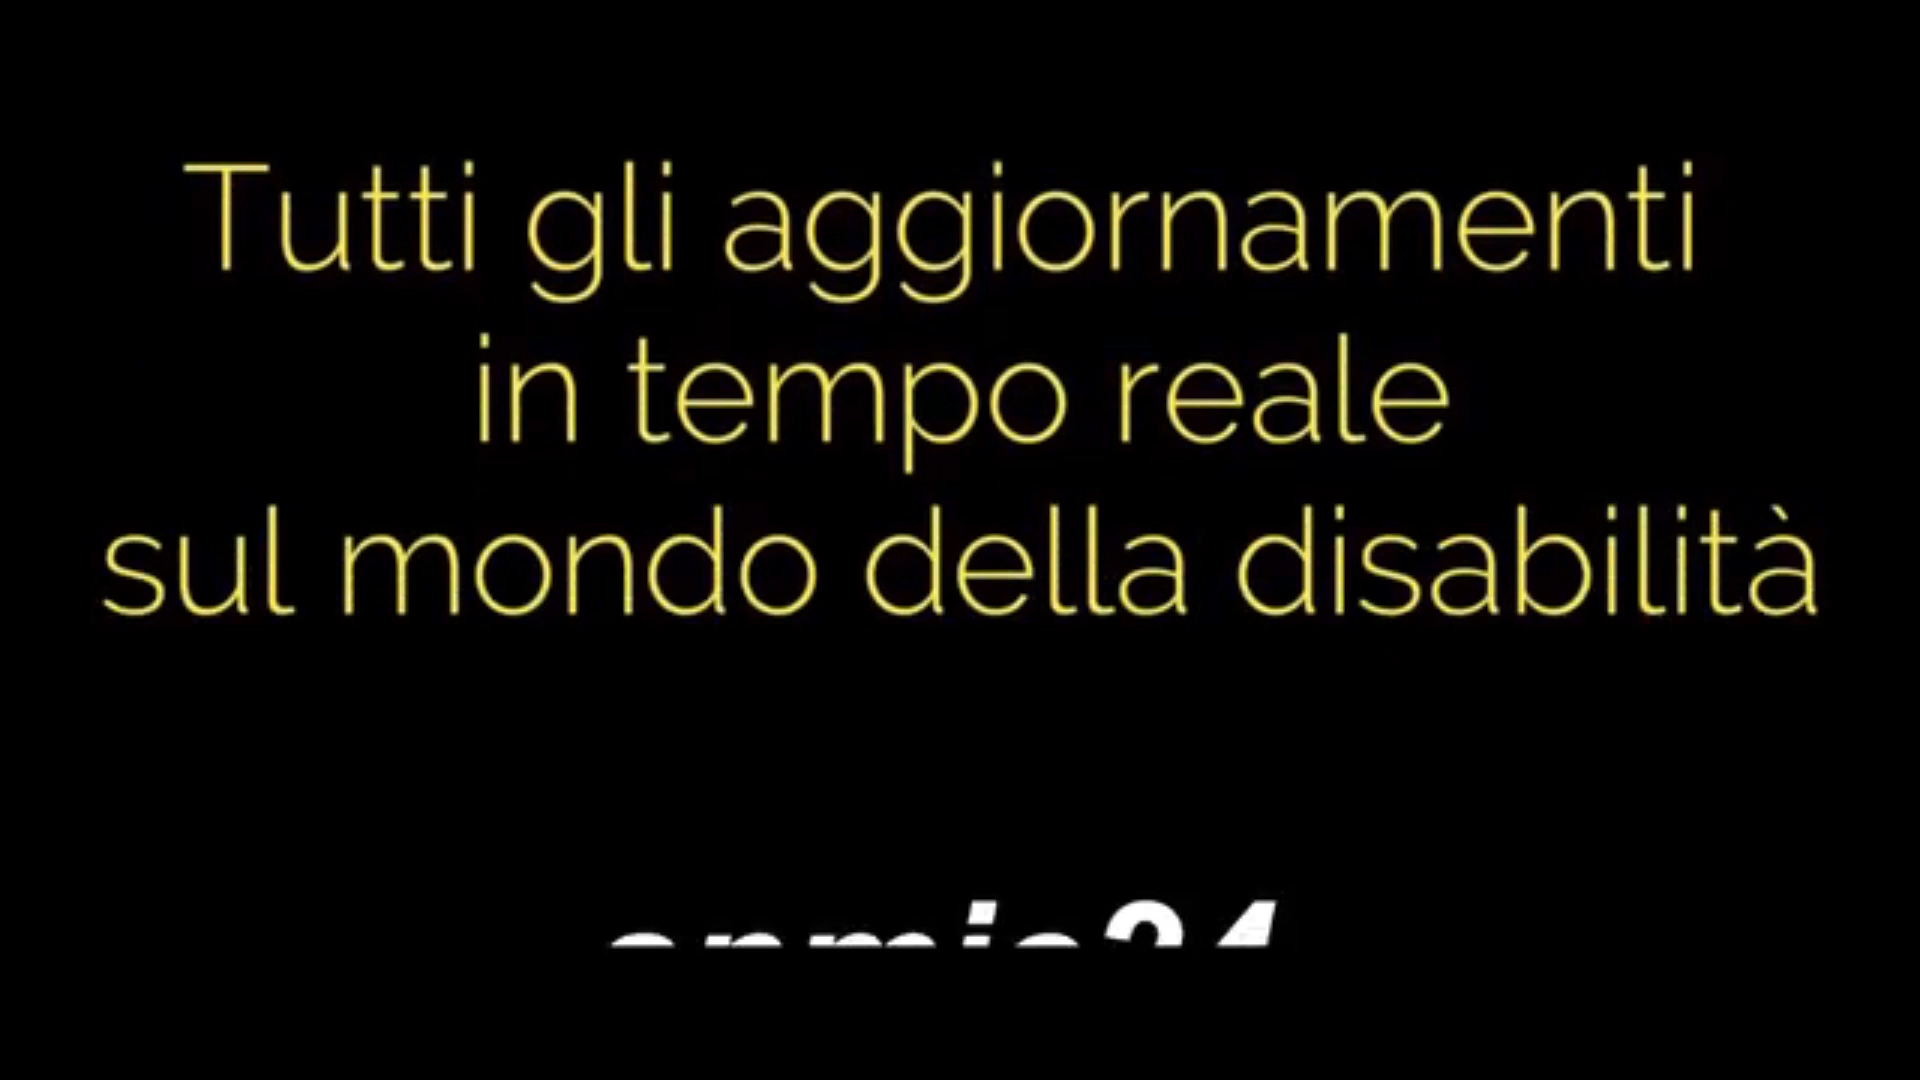 Tutti gli aggiornamenti
in tempo reale
sul mondo della disabilità